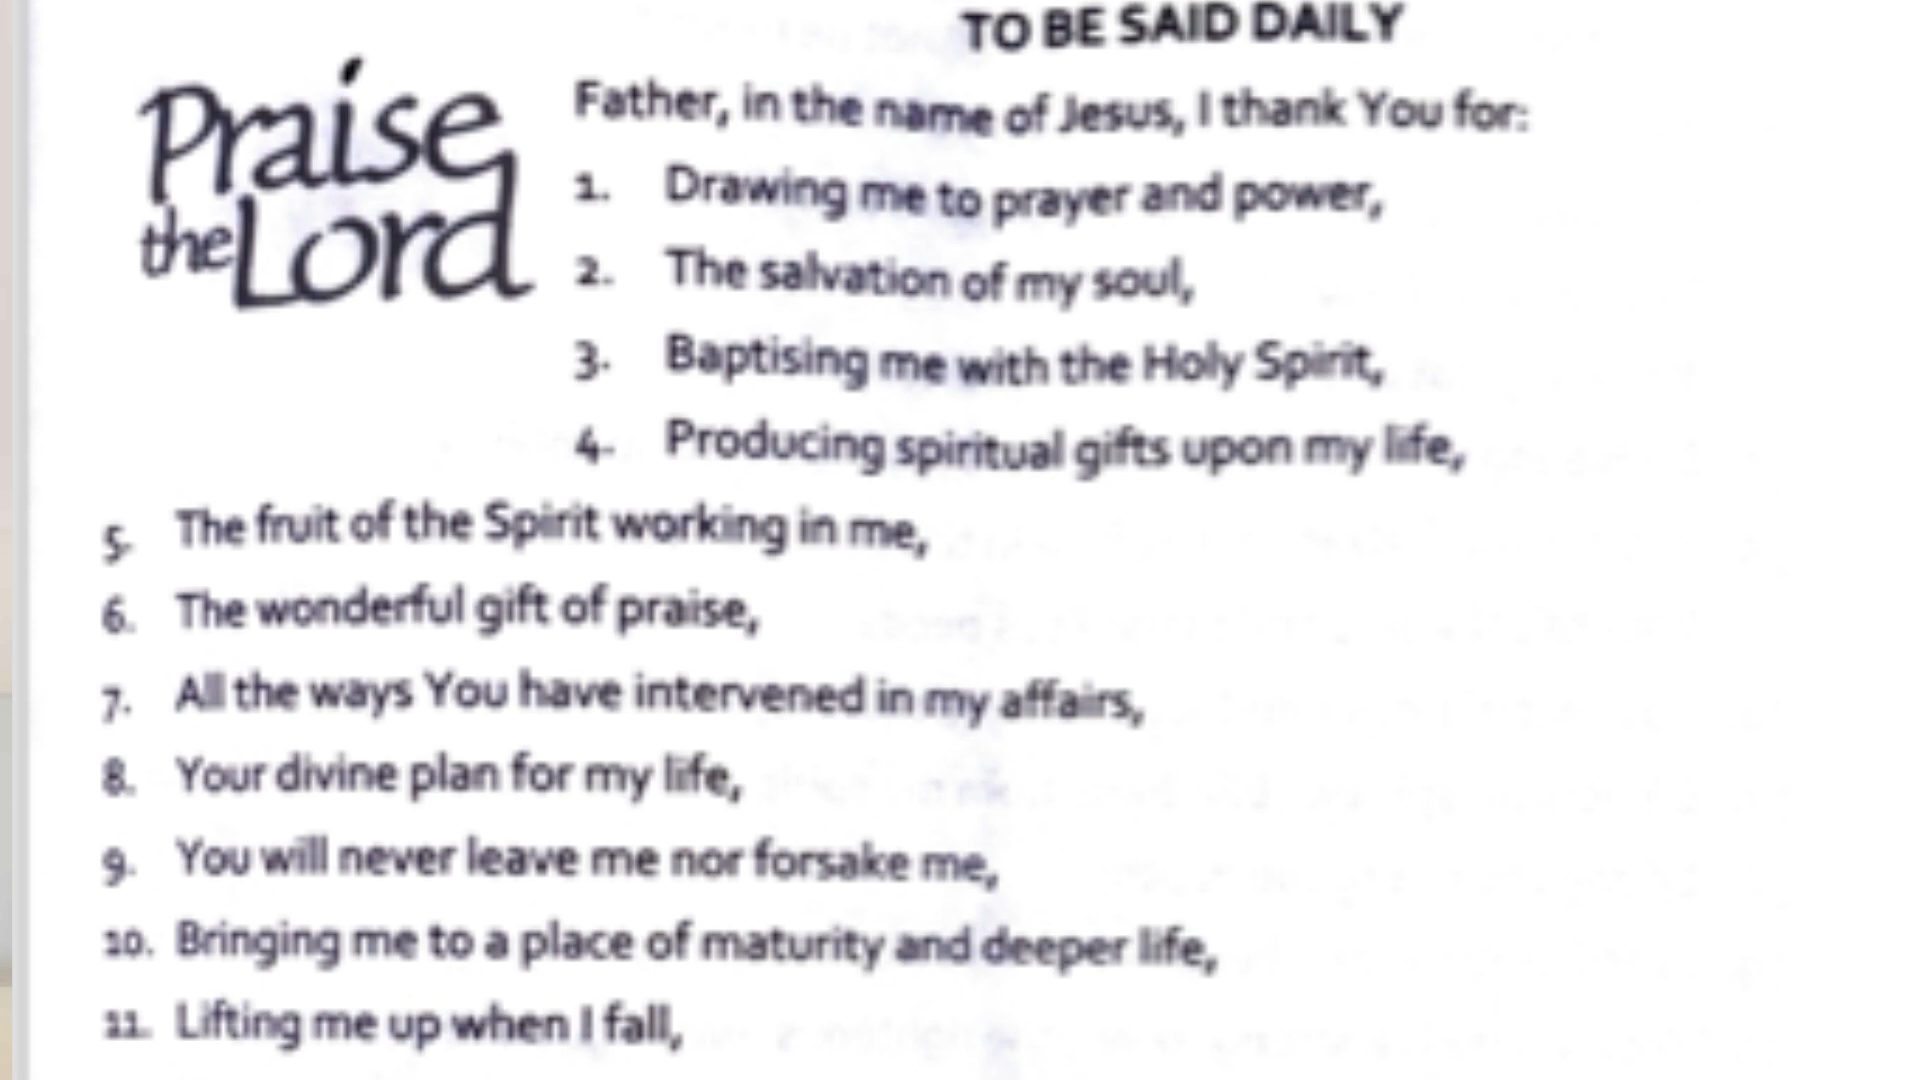 TO BE SAID DAILY
Praise
the Lord
Father, in the name of Jesus, I thank You for:
1. Drawing me to prayer and power,
2. The salvation of my soul,
3. Baptising me with the Holy Spirit,
4. Producing spiritual gifts upon my life,
5. The fruit of the Spirit working in me,
6. The wonderful gift of praise,
7. All the ways You have intervened in my affairs,
8. Your divine plan for my life,
9. You will never leave me nor forsake me,
10. Bringing me to a place of maturity and deeper life,
11. Lifting me up when I fall,